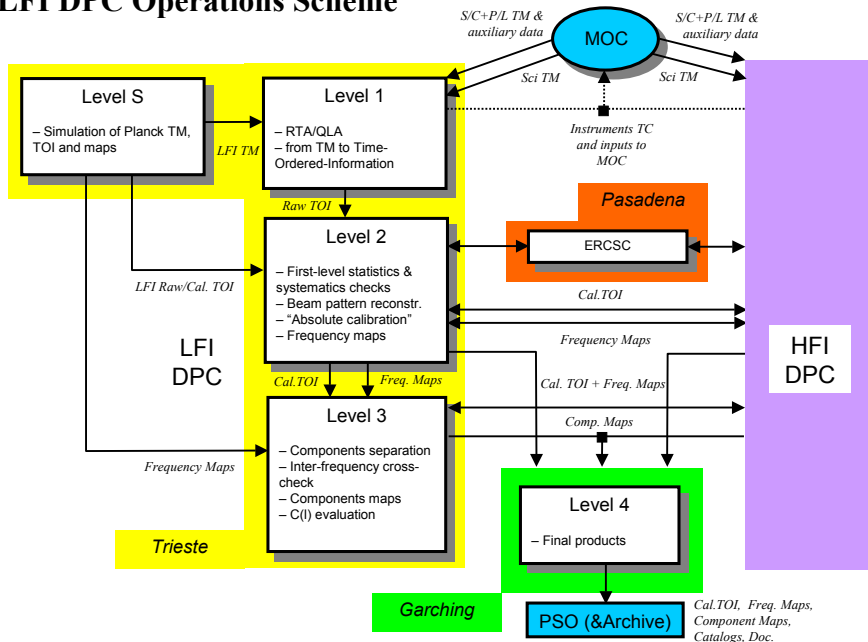 LFI DPC Operations Scheme
S/C+P/L TM &
auxiliary data
MOC
S/C+P/L TM &
auxiliary data
Sci TM
Sci TM
Level S
– Simulation of Planck TM,
TOI and maps
LFI TM
Level 1
– RTA/QLA
– from TM to Time-
Ordered-Information
Instruments TC
and inputs to
MOC
Raw TOI
Pasadena
ERCSC
Level 2
– First-level statistics &
systematics checks
– Beam pattern reconstr.
– “Absolute calibration”
– Frequency maps
LFI Raw/Cal. TOI
Cal.TOI
Frequency Maps
LFI
DPC
HFI
DPC
Cal.TOI
Freq. Maps
Cal. TOI + Freq. Maps
Level 3
– Components separation
– Inter-frequency cross-
check
– Components maps
– C(l) evaluation
Comp. Maps
Frequency Maps
Level 4
– Final products
Trieste
Garching
PSO (&Archive)
Cal.TOI, Freq. Maps,
Component Maps,
Catalogs, Doc.